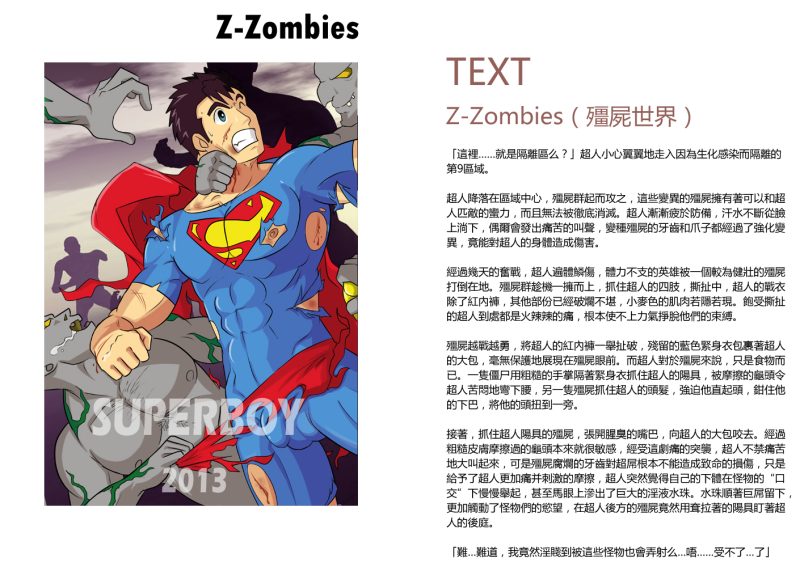 Z-Zombies
SUPERBOY
2013
TEXT
Z-Zombies（殭屍世界）
「這裡……就是隔離區么？」超人小心翼翼地走入因為生化感染而隔離的
第9區域。
超人降落在區域中心，殭屍群起而攻之，這些變異的殭屍擁有著可以和超
人匹敵的蠻力，而且無法被徹底消滅。超人漸漸疲於防備，汗水不斷從臉
上淌下，偶爾會發出痛苦的叫聲，變種殭屍的牙齒和爪子都經過了強化變
異，竟能對超人的身體造成傷害。
經過幾天的奮戰，超人遍體鱗傷，體力不支的英雄被一個較為健壯的殭屍
打倒在地。殭屍群趁機一擁而上，抓住超人的四肢，撕扯中，超人的戰衣
除了紅內褲，其他部份已經破爛不堪，小麥色的肌肉若隱若現。飽受撕扯
的超人到處都是火辣辣的痛，根本使不上力氣掙脫他們的束縛。
殭屍越戰越勇，將超人的紅內褲一舉扯破，殘留的藍色緊身衣包裹著超人
的大包，毫無保護地展現在殭屍眼前。而超人對於殭屍來說，只是食物而
已。一隻僵尸用粗糙的手掌隔著緊身衣抓住超人的陽具，被摩擦的龜頭令
超人苦悶地彎下腰，另一隻殭屍抓住超人的頭髮，強迫他直起頭，鉗住他
的下巴，將他的頭扭到一旁。
接著，抓住超人陽具的殭屍，張開腥臭的嘴巴，向超人的大包咬去。經過
粗糙皮膚摩擦過的龜頭本來就很敏感，經受這劇痛的突襲，超人不禁痛苦
地大叫起來，可是殭屍腐爛的牙齒對超屌根本不能造成致命的損傷，只是
給予了超人更加痛并刺激的摩擦，超人突然覺得自己的下體在怪物的“口
交”下慢慢舉起，甚至馬眼上滲出了巨大的淫液水珠。水珠順著巨屌留下，
更加觸動了怪物們的慾望，在超人後方的殭屍竟然用聳拉著的陽具盯著超
人的後庭。
「難…難道，我竟然淫賤到被這些怪物也會弄射么…唔……受不了…了」